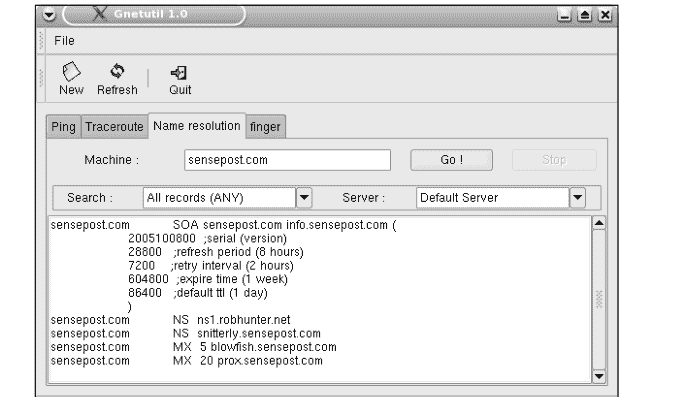 Gnetutil 1.0
File
New Refresh Quit
Ping Traceroute Name resolution finger
Machine : sensepost.com Go ! Stop
Search : All records (ANY) Server : Default Server
sensepost.com SOA sensepost.com info.sensepost.com (
2005100800 ;serial (version)
28800 ;refresh period (8 hours)
7200 ;retry interval (2 hours)
604800 ;expire time (1 week)
86400 ;default ttl (1 day)
)
sensepost.com NS ns1.robhunter.net
sensepost.com NS snitterly.sensepost.com
sensepost.com MX 5 blowfish.sensepost.com
sensepost.com MX 20 prox.sensepost.com